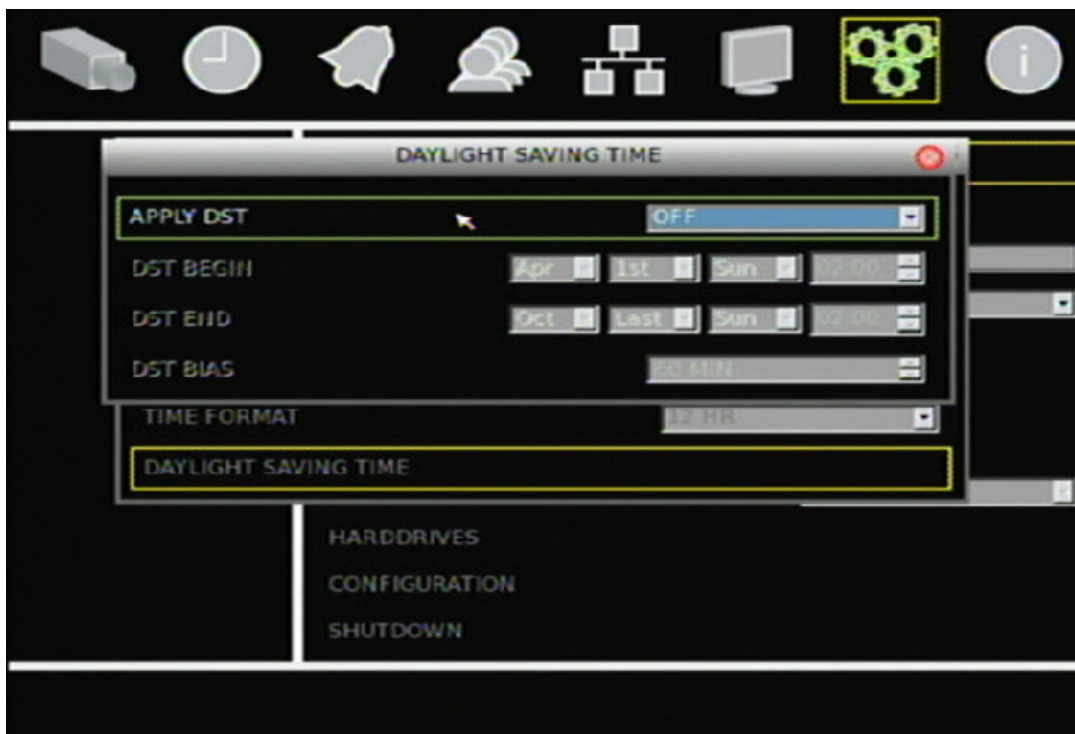 DAYLIGHT SAVING TIME
APPLY DST OFF
DST BEGIN Apr 1st Sun 02:00
DST END Oct Last Sun 02:00
DST BIAS 60 MIN
TIME FORMAT 12 HR
DAYLIGHT SAVING TIME
HARDDRIVES
CONFIGURATION
SHUTDOWN